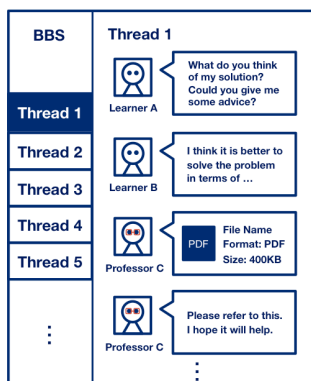 BBS
Thread 1
Thread 2
Thread 3
Thread 4
Thread 5
⋮
Thread 1
What do you think
of my solution?
Could you give me
some advice?
Learner A
I think it is better to
solve the problem
in terms of …
Learner B
PDF
File Name
Format: PDF
Size: 400KB
Professor C
Please refer to this.
I hope it will help.
Professor C
⋮